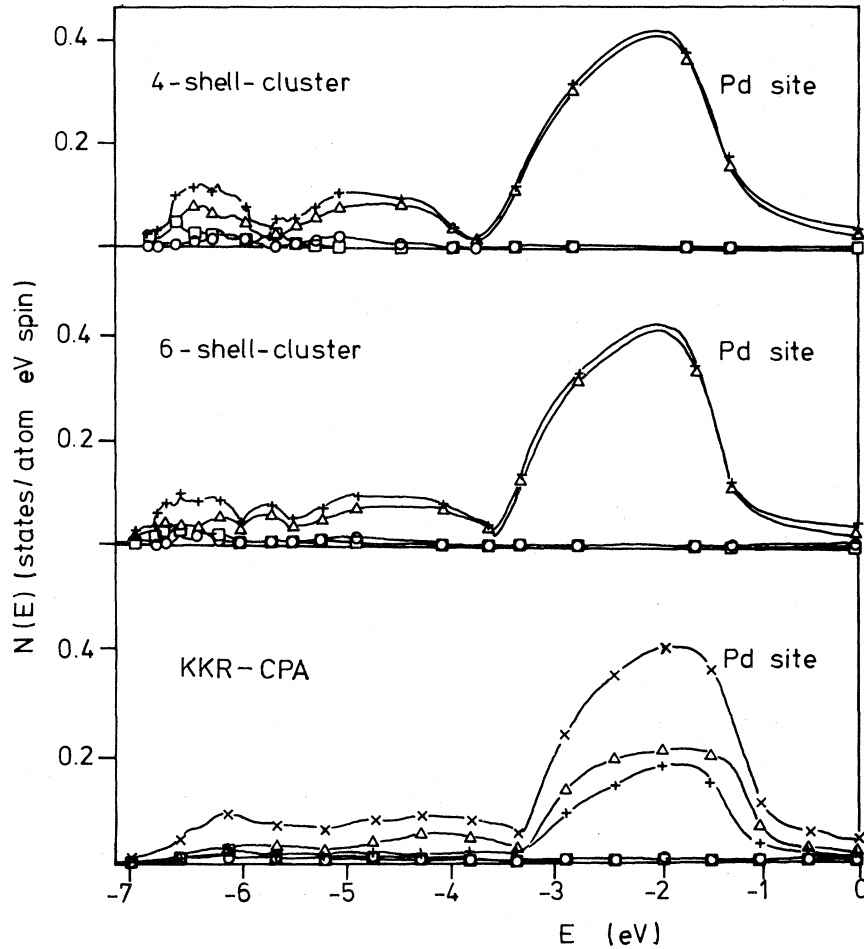 0.4
4-shell-cluster
Pd site
0.2
0.4
6-shell-cluster
Pd site
0.2
N(E) (states/atom eV spin)
0.4
KKR-CPA
Pd site
0.2
-7 -6 -5 -4 -3 -2 -1 0
E (eV)